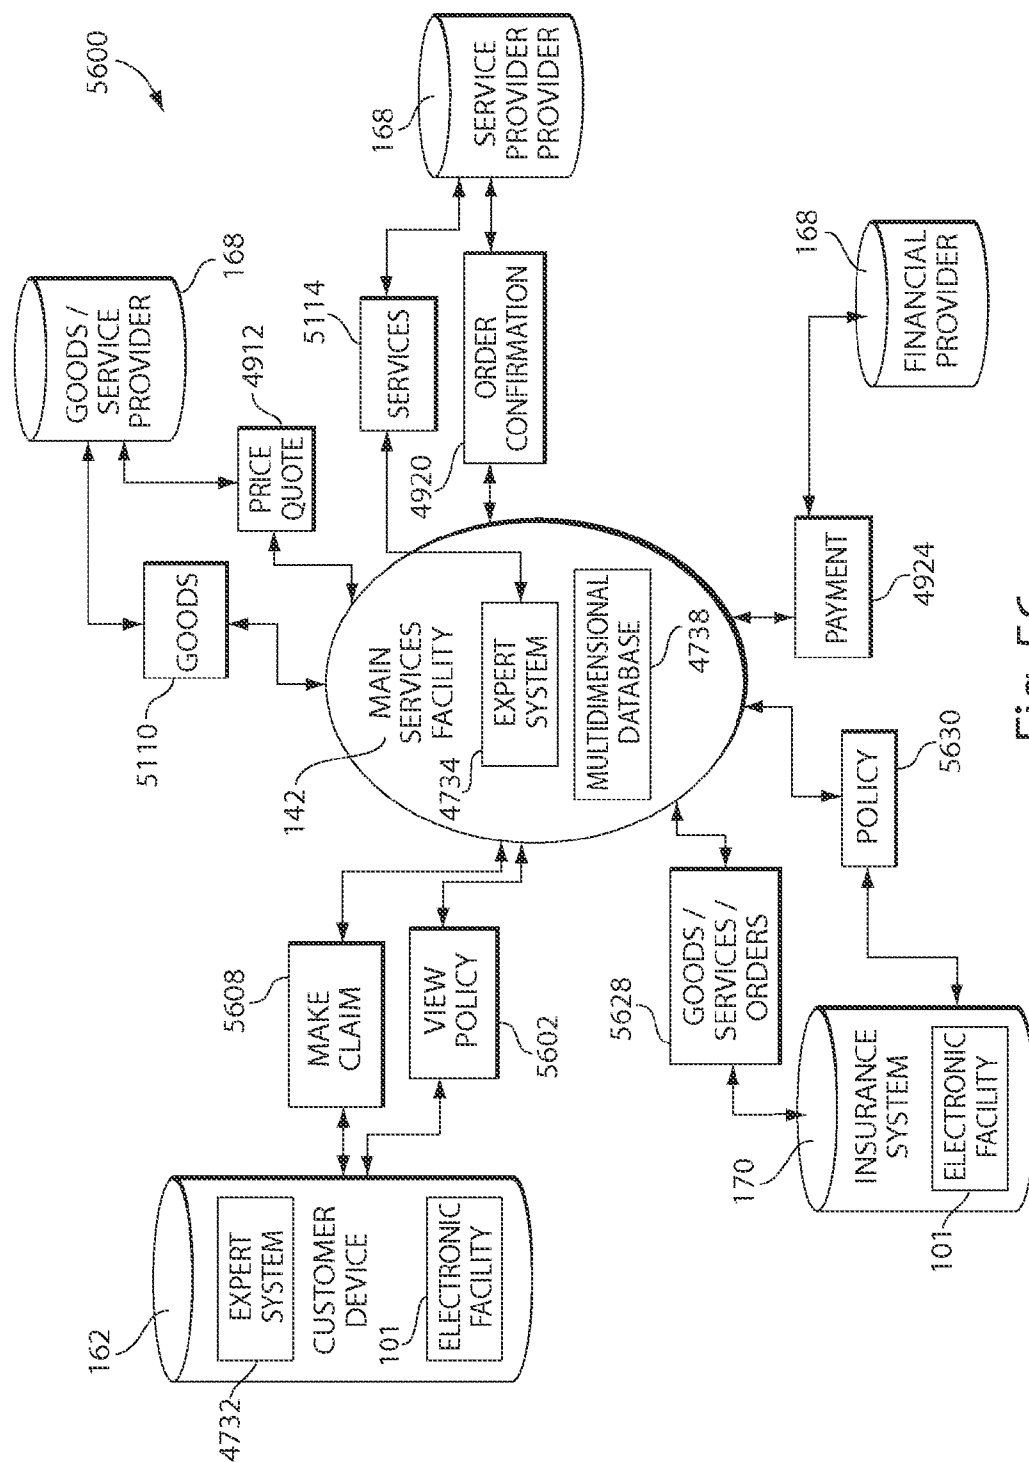 5600
162
EXPERT
SYSTEM
4732
CUSTOMER
DEVICE
101
ELECTRONIC
FACILITY
5608
MAKE
CLAIM
VIEW
POLICY
5602
5110
GOODS
GOODS /
SERVICE
PROVIDER
168
4912
PRICE
QUOTE
142
MAIN
SERVICES
FACILITY
4734
EXPERT
SYSTEM
MULTIDIMENSIONAL
DATABASE
4738
5114
SERVICES
4920
ORDER
CONFIRMATION
168
SERVICE
PROVIDER
PROVIDER
5628
GOODS /
SERVICES /
ORDERS
170
INSURANCE
SYSTEM
ELECTRONIC
FACILITY
101
POLICY
5630
PAYMENT
4924
168
FINANCIAL
PROVIDER